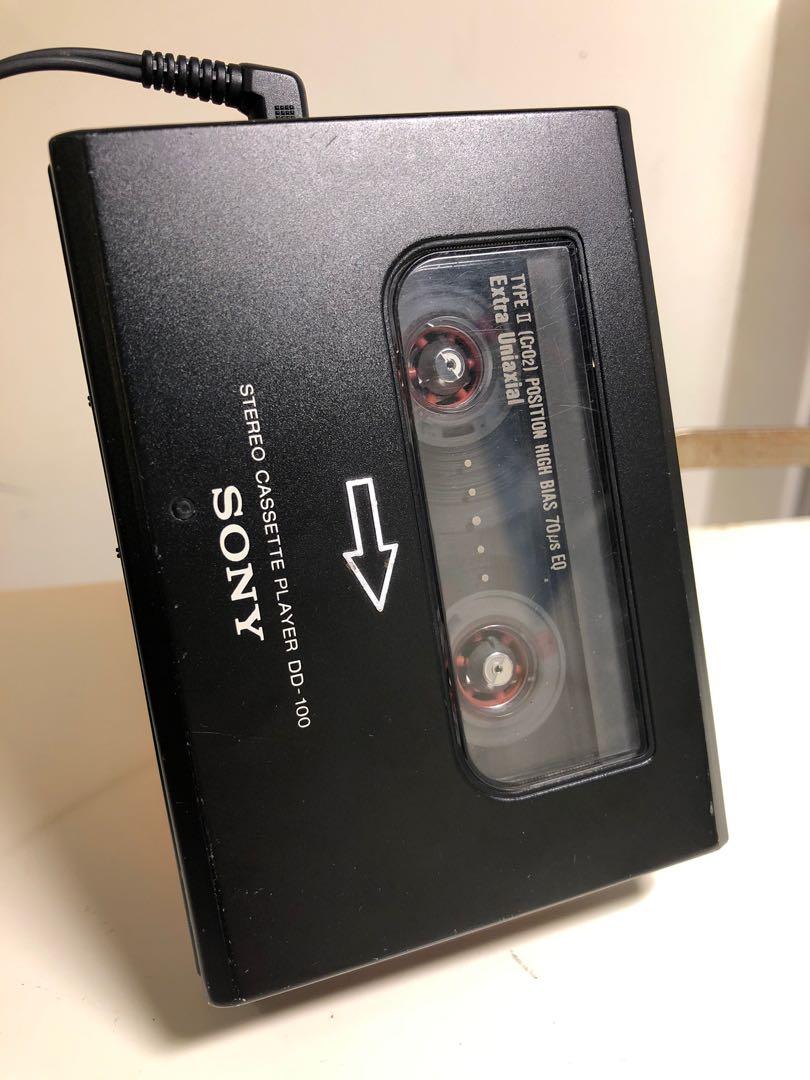 TYPE II (CrO2) POSITION HIGH BIAS 70μs EQ
Extra Uniaxial
STEREO CASSETTE PLAYER DD-100
SONY